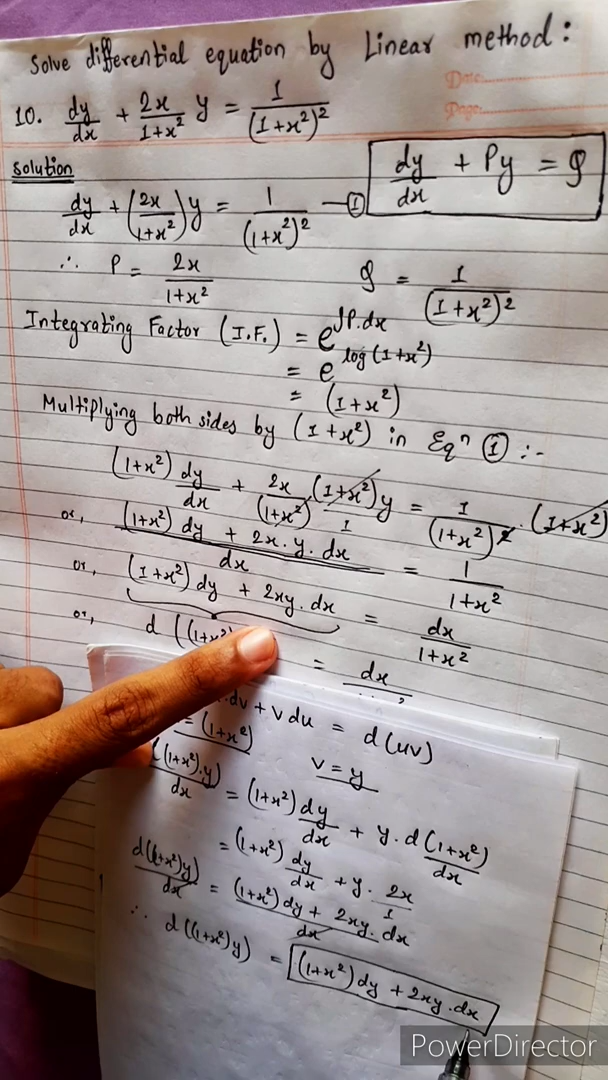 Solve differential equation by Linear method:
Date:
Page:
10. dy/dx + 2x/(1+x²) y = 1/(1+x²)²
Solution
dy/dx + Py = Q
dy/dx + (2x/(1+x²)) y = 1/(1+x²)² — ①
∴ P = 2x/(1+x²) Q = 1/(1+x²)²
Integrating Factor (I.F.) = e^∫P.dx
= e^log(1+x²)
= (1+x²)
Multiplying both sides by (1+x²) in Eqⁿ ① :-
(1+x²) dy/dx + 2x/(1+x²) (1+x²)/1 y = 1/(1+x²)² . (1+x²)
or, ((1+x²) dy + 2x.y.dx)/dx = 1/(1+x²)
or, (1+x²) dy + 2xy.dx = dx/(1+x²)
or, d((1+x² = dx
dv + v du = d(uv)
= (1+x²) v = y
((1+x²).y)/dx = (1+x²) dy/dx + y. d(1+x²)/dx
= (1+x²) dy/dx + y. 2x/1
d((1+x²)y)/dx = ((1+x²) dy + 2xy.dx)/dx
∴ d((1+x²)y) = (1+x²) dy + 2xy.dx
PowerDirector